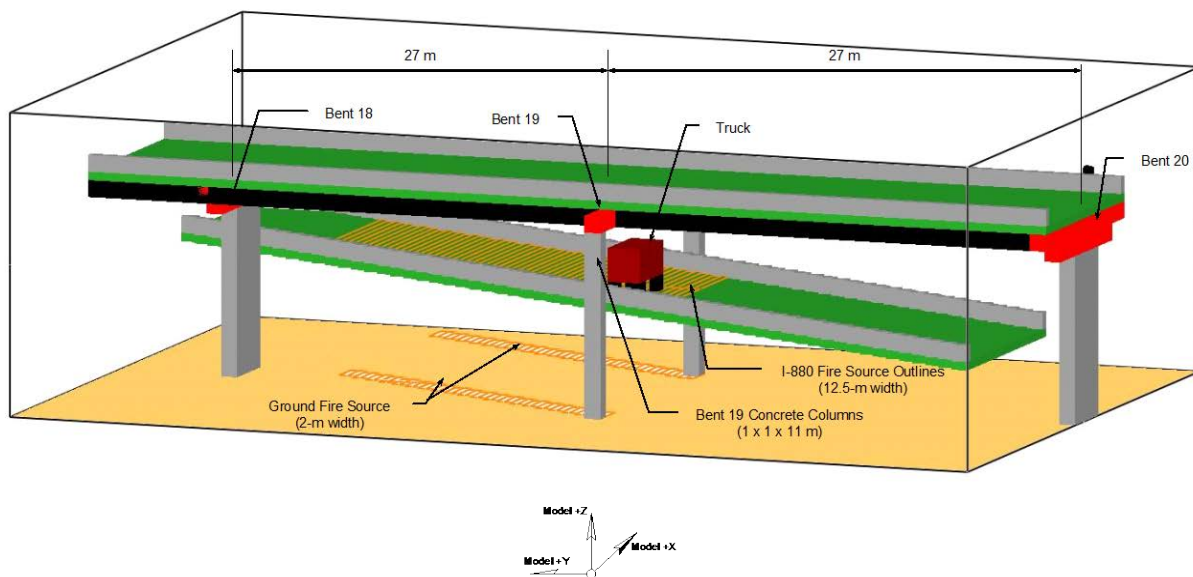 27 m
27 m
Bent 18
Bent 19
Truck
Bent 20
I-880 Fire Source Outlines
(12.5-m width)
Ground Fire Source
(2-m width)
Bent 19 Concrete Columns
(1 x 1 x 11 m)
Model +Z
Model +X
Model +Y